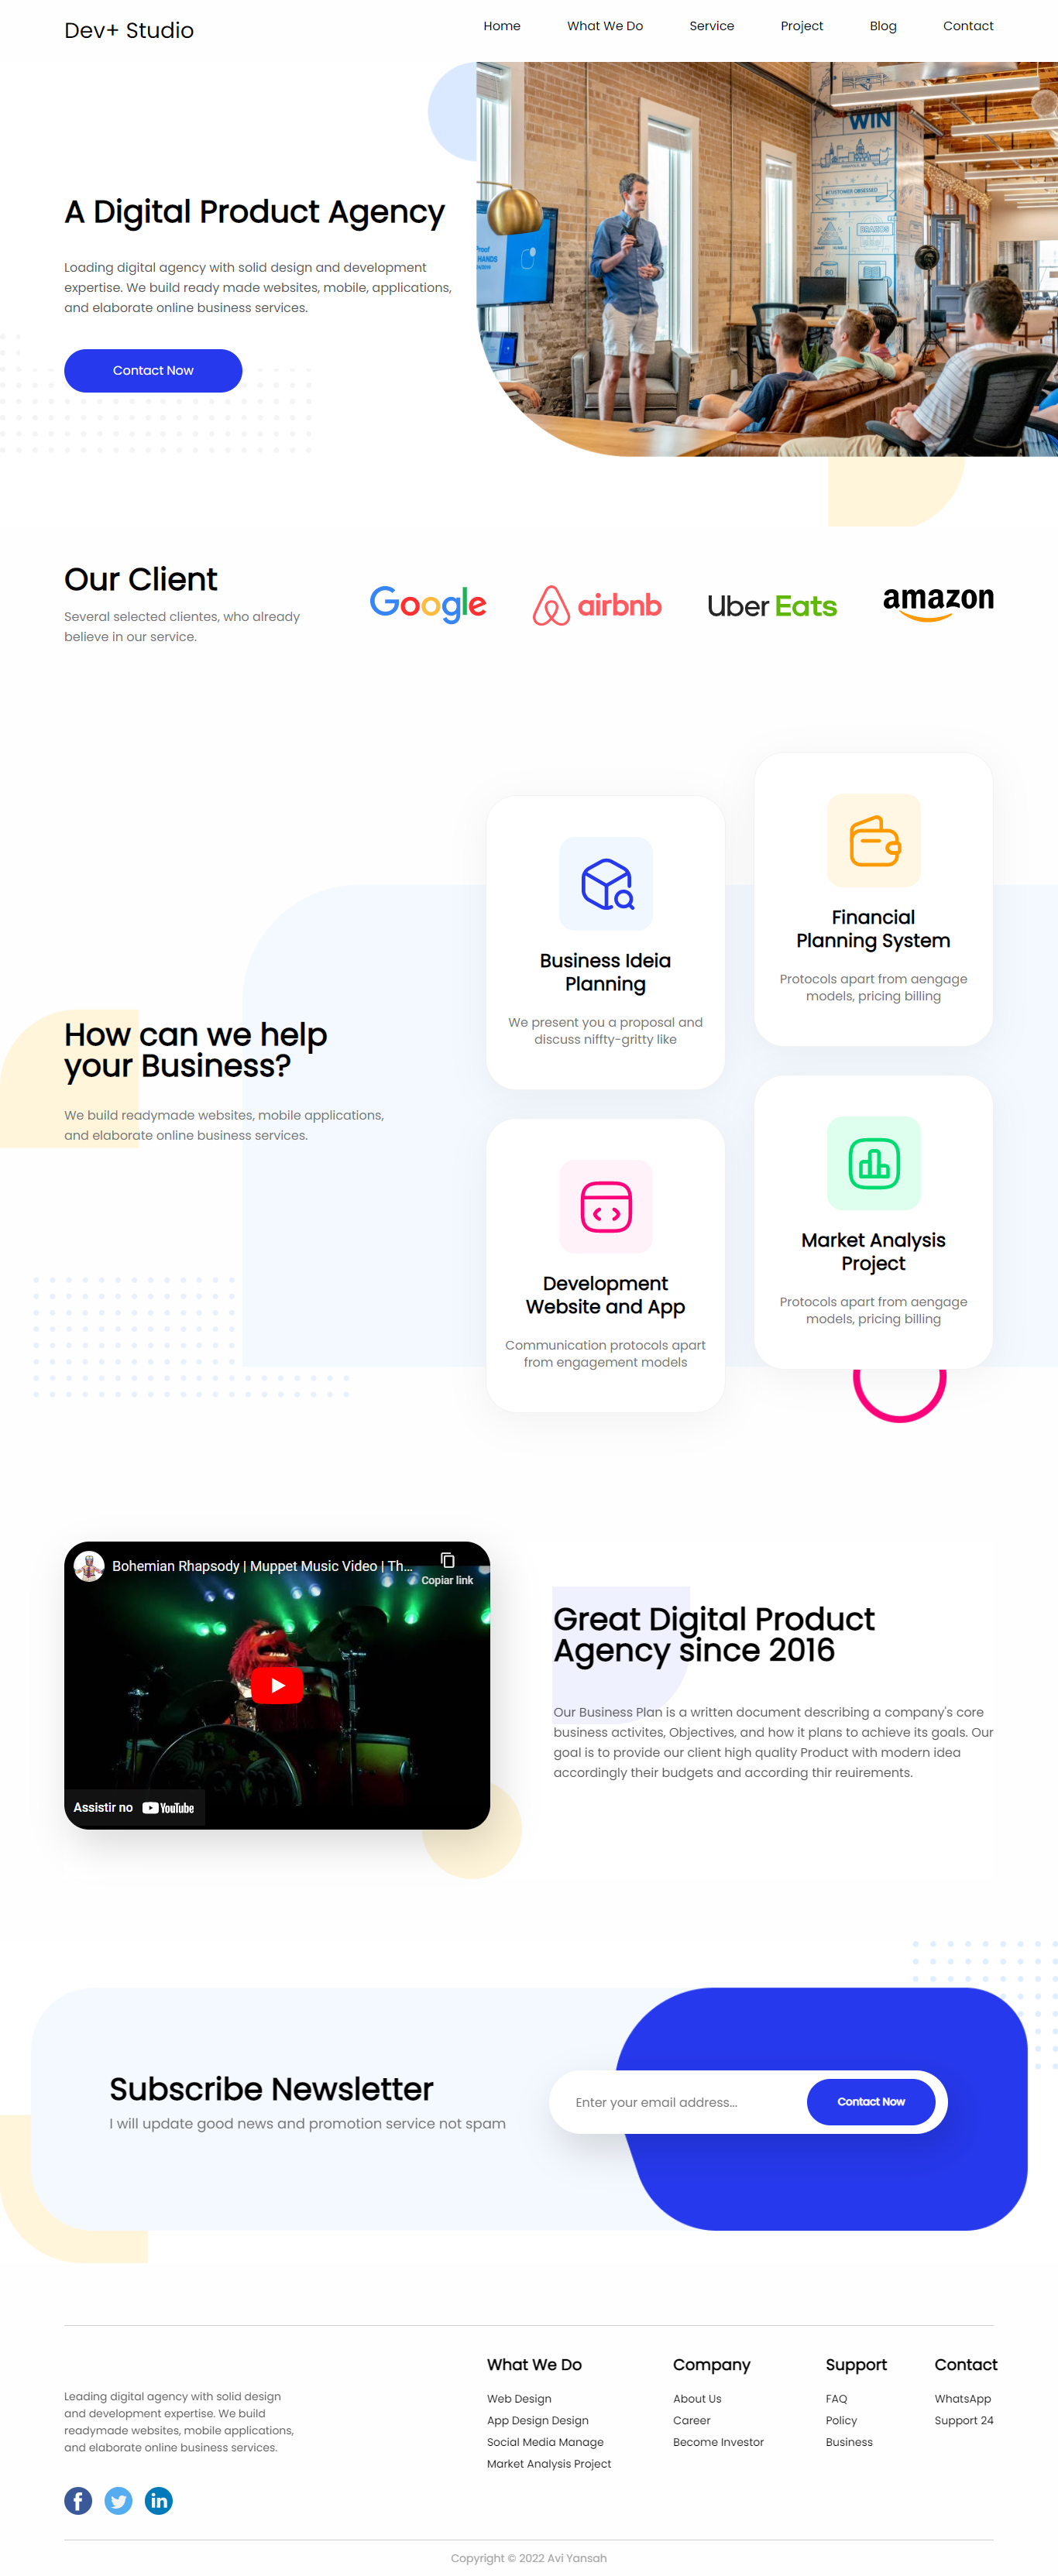 Dev+ Studio
Home
What We Do
Service
Project
Blog
Contact
WIN
#CUSTOMER OBSESSED
BRAZOS
Proof
HANDS
A Digital Product Agency
Loading digital agency with solid design and development
expertise. We build ready made websites, mobile, applications,
and elaborate online business services.
Contact Now
Our Client
Several selected clientes, who already
believe in our service.
Google
airbnb
Uber Eats
amazon
Financial
Planning System
Protocols apart from aengage
models, pricing billing
Business Ideia
Planning
We present you a proposal and
discuss niffty-gritty like
How can we help
your Business?
We build readymade websites, mobile applications,
and elaborate online business services.
Market Analysis
Project
Protocols apart from aengage
models, pricing billing
Development
Website and App
Communication protocols apart
from engagement models
Bohemian Rhapsody | Muppet Music Video | Th...
Copiar link
Assistir no YouTube
Great Digital Product
Agency since 2016
Our Business Plan is a written document describing a company's core
business activites, Objectives, and how it plans to achieve its goals. Our
goal is to provide our client high quality Product with modern idea
accordingly their budgets and according thir reuirements.
Subscribe Newsletter
I will update good news and promotion service not spam
Enter your email address...
Contact Now
Leading digital agency with solid design
and development expertise. We build
readymade websites, mobile applications,
and elaborate online business services.
What We Do
Web Design
App Design Design
Social Media Manage
Market Analysis Project
Company
About Us
Career
Become Investor
Support
FAQ
Policy
Business
Contact
WhatsApp
Support 24
Copyright © 2022 Avi Yansah